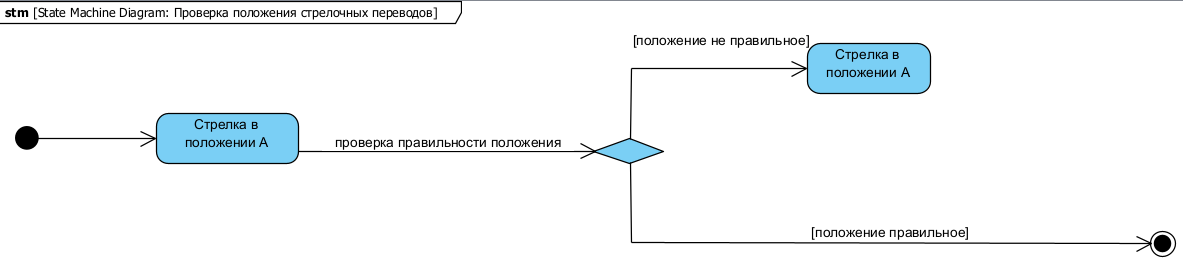 stm [State Machine Diagram: Проверка положения стрелочных переводов]
[положение не правильное]
Стрелка в
положении А
Стрелка в
положении А
проверка правильности положения
[положение правильное]